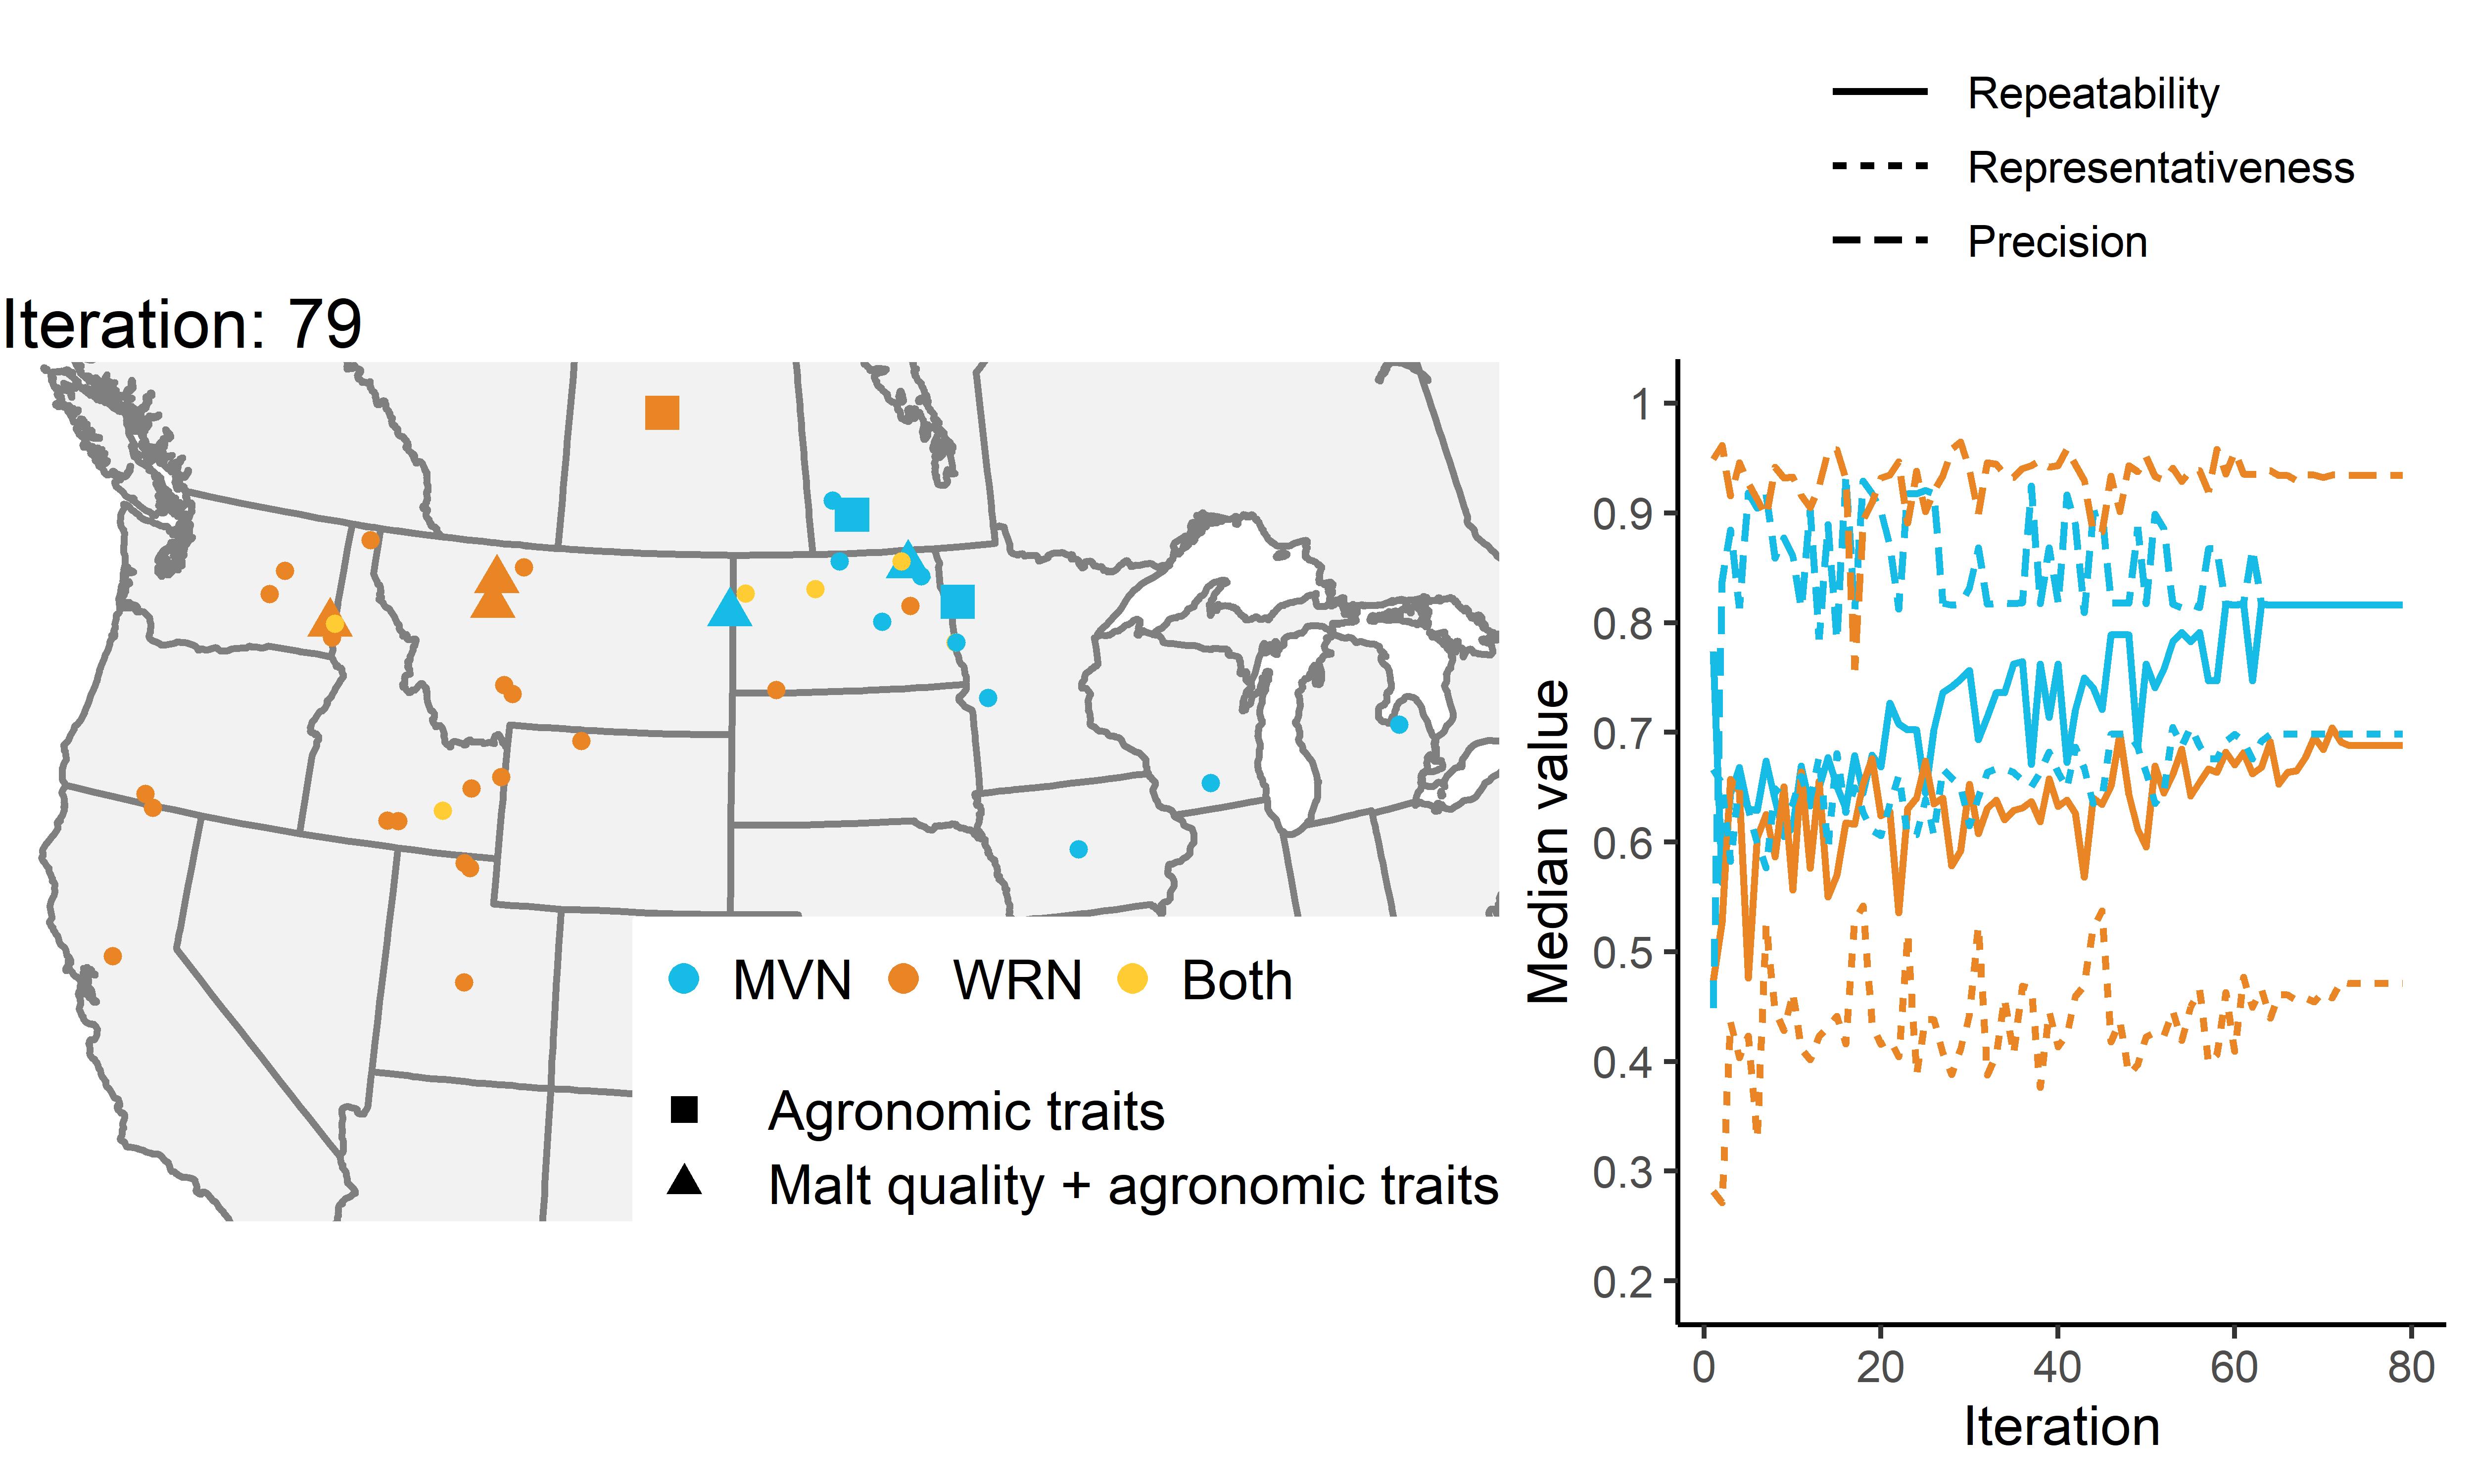 Repeatability
Representativeness
Precision
Iteration: 79
MVN WRN Both
Agronomic traits
Malt quality + agronomic traits
Median value
1
0.9
0.8
0.7
0.6
0.5
0.4
0.3
0.2
0 20 40 60 80
Iteration